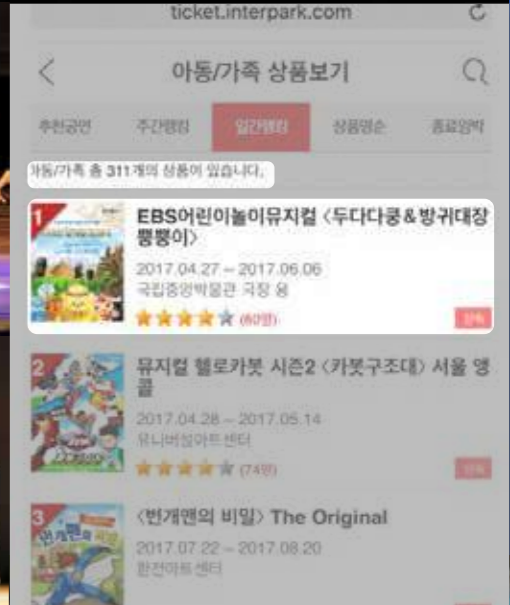 ticket.interpark.com
아동/가족 상품보기
추천공연 주간랭킹 일간랭킹 상품명순 종료임박
아동/가족 총 311개의 상품이 있습니다.
1
EBS어린이놀이뮤지컬 <두다다쿵&방귀대장
뿡뿡이>
2017.04.27 ~ 2017.06.06
국립중앙박물관 극장 용
(60명)
2
뮤지컬 헬로카봇 시즌2 <카봇구조대> 서울 앵
콜
2017.04.28 ~ 2017.05.14
유니버설아트센터
(74명)
3
번개맨의 비밀
<번개맨의 비밀> The Original
2017.07.22 ~ 2017.08.20
한전아트센터